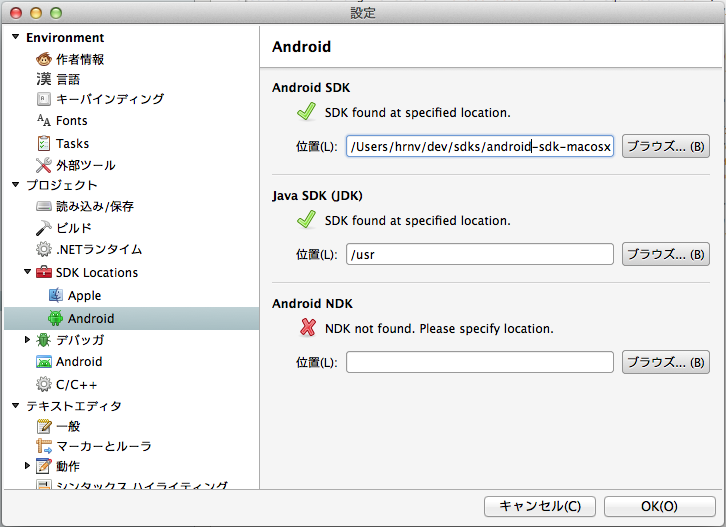 設定
Environment
作者情報
漢 言語
キーバインディング
AA Fonts
Tasks
外部ツール
プロジェクト
読み込み/保存
ビルド
.NETランタイム
SDK Locations
Apple
Android
デバッガ
Android
C/C++
テキストエディタ
一般
マーカーとルーラ
動作
シンタックス ハイライティング
Android
Android SDK
SDK found at specified location.
位置(L): /Users/hrnv/dev/sdks/android-sdk-macosx ブラウズ... (B)
Java SDK (JDK)
SDK found at specified location.
位置(L): /usr ブラウズ... (B)
Android NDK
NDK not found. Please specify location.
位置(L): ブラウズ... (B)
キャンセル(C) OK(O)